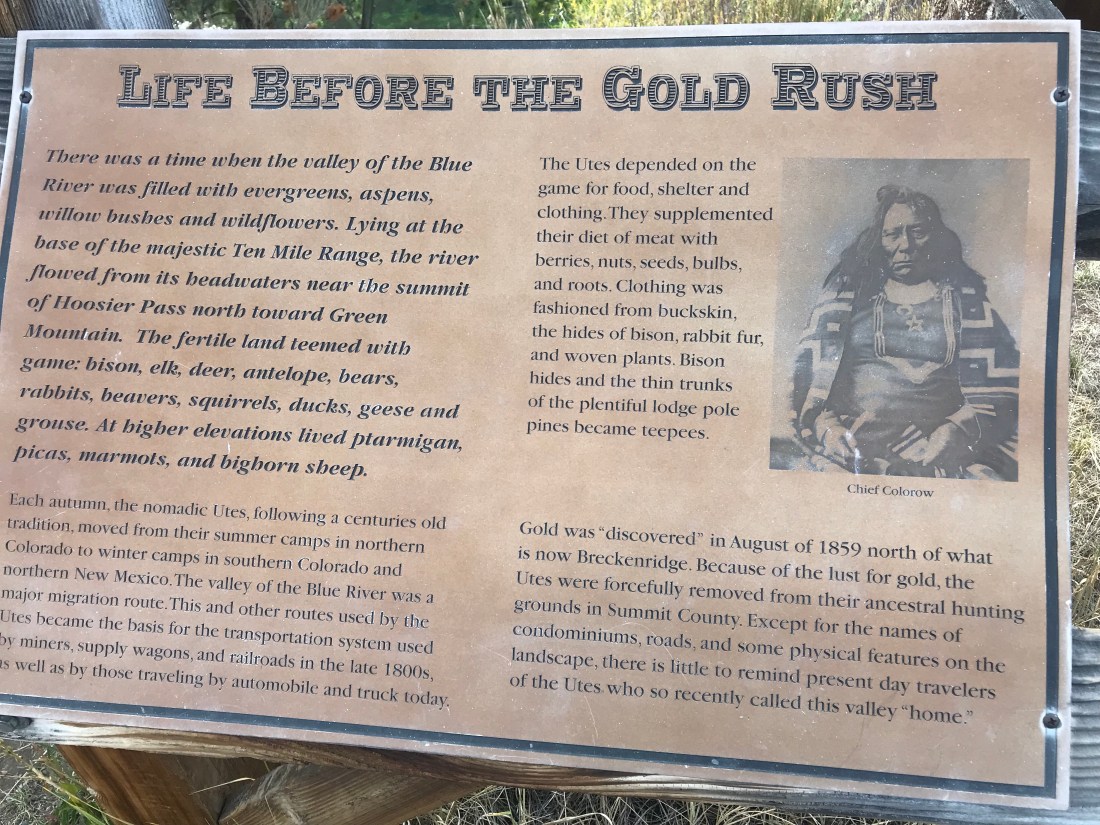 LIFE BEFORE THE GOLD RUSH
There was a time when the valley of the Blue
River was filled with evergreens, aspens,
willow bushes and wildflowers. Lying at the
base of the majestic Ten Mile Range, the river
flowed from its headwaters near the summit
of Hoosier Pass north toward Green
Mountain. The fertile land teemed with
game: bison, elk, deer, antelope, bears,
rabbits, beavers, squirrels, ducks, geese and
grouse. At higher elevations lived ptarmigan,
picas, marmots, and bighorn sheep.
Each autumn, the nomadic Utes, following a centuries old
tradition, moved from their summer camps in northern
Colorado to winter camps in southern Colorado and
northern New Mexico. The valley of the Blue River was a
major migration route. This and other routes used by the
Utes became the basis for the transportation system used
by miners, supply wagons, and railroads in the late 1800s,
as well as by those traveling by automobile and truck today.
The Utes depended on the
game for food, shelter and
clothing. They supplemented
their diet of meat with
berries, nuts, seeds, bulbs,
and roots. Clothing was
fashioned from buckskin,
the hides of bison, rabbit fur,
and woven plants. Bison
hides and the thin trunks
of the plentiful lodge pole
pines became teepees.
Chief Colorow
Gold was "discovered" in August of 1859 north of what
is now Breckenridge. Because of the lust for gold, the
Utes were forcefully removed from their ancestral hunting
grounds in Summit County. Except for the names of
condominiums, roads, and some physical features on the
landscape, there is little to remind present day travelers
of the Utes who so recently called this valley "home."